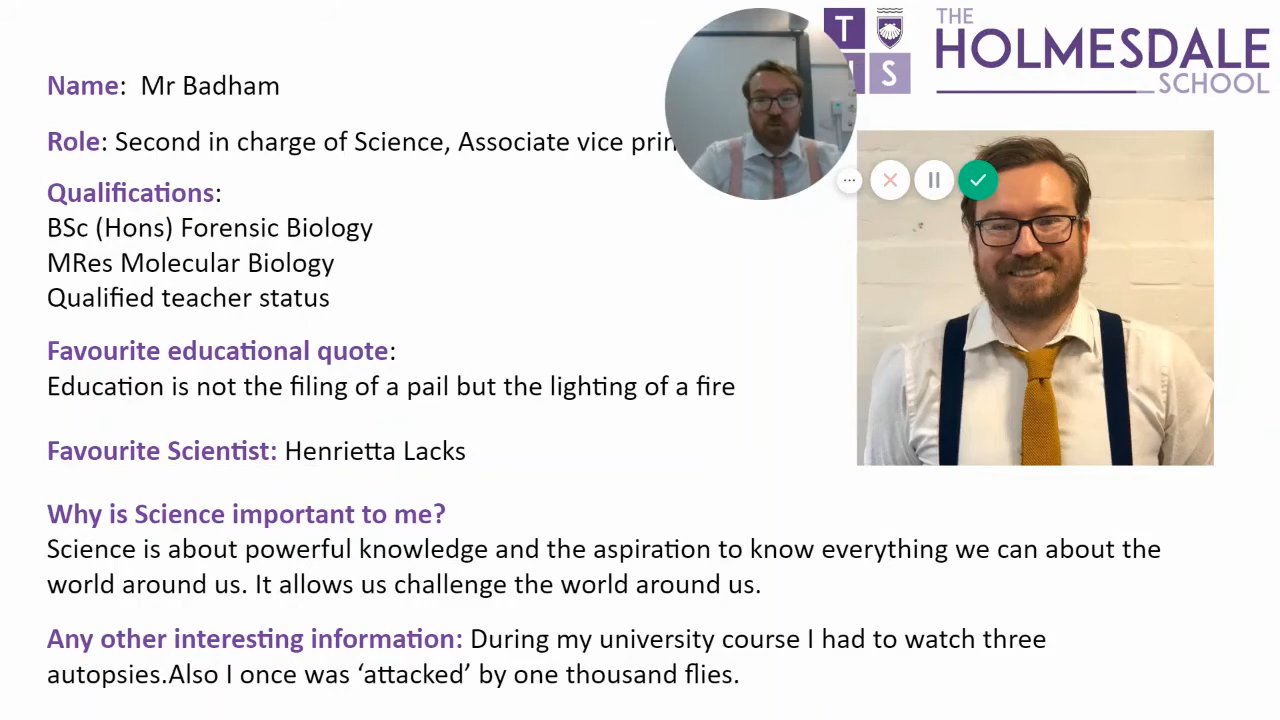 THE
HOLMESDALE
SCHOOL
T
S
Name: Mr Badham
Role: Second in charge of Science, Associate vice
Qualifications:
BSc (Hons) Forensic Biology
MRes Molecular Biology
Qualified teacher status
Favourite educational quote:
Education is not the filing of a pail but the lighting of a fire
Favourite Scientist: Henrietta Lacks
Why is Science important to me?
Science is about powerful knowledge and the aspiration to know everything we can about the
world around us. It allows us challenge the world around us.
Any other interesting information: During my university course I had to watch three
autopsies.Also I once was ‘attacked’ by one thousand flies.